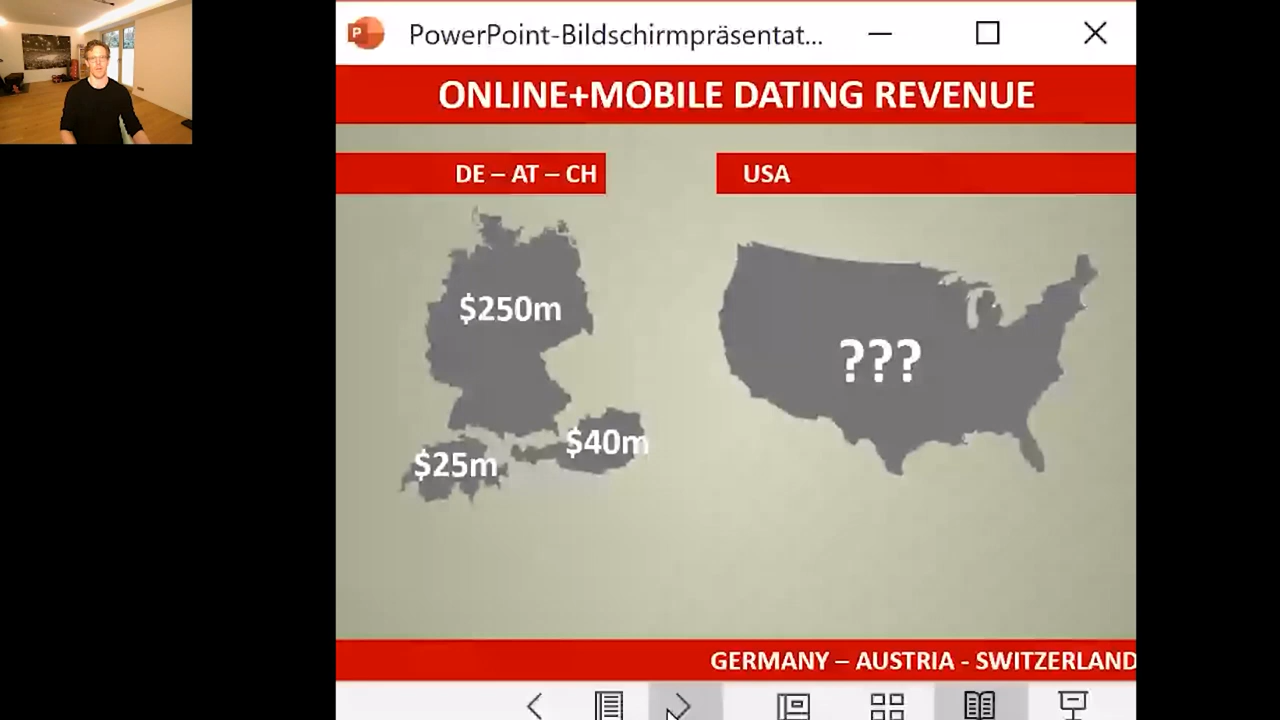 PowerPoint-Bildschirmpräsentat...
ONLINE+MOBILE DATING REVENUE
DE – AT – CH
USA
$250m
???
$40m
$25m
GERMANY – AUSTRIA - SWITZERLAND